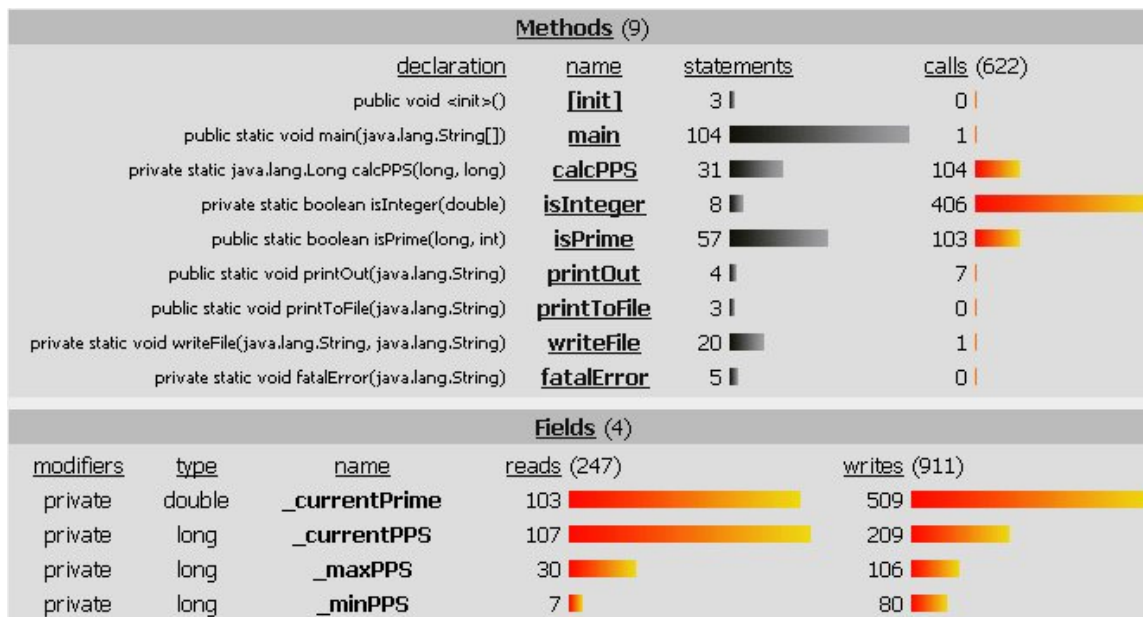 Methods (9)
declaration name statements calls (622)
public void <init>() [init] 3 0
public static void main(java.lang.String[]) main 104 1
private static java.lang.Long calcPPS(long, long) calcPPS 31 104
private static boolean isInteger(double) isInteger 8 406
public static boolean isPrime(long, int) isPrime 57 103
public static void printOut(java.lang.String) printOut 4 7
public static void printToFile(java.lang.String) printToFile 3 0
private static void writeFile(java.lang.String, java.lang.String) writeFile 20 1
private static void fatalError(java.lang.String) fatalError 5 0
Fields (4)
modifiers type name reads (247) writes (911)
private double _currentPrime 103 509
private long _currentPPS 107 209
private long _maxPPS 30 106
private long _minPPS 7 80